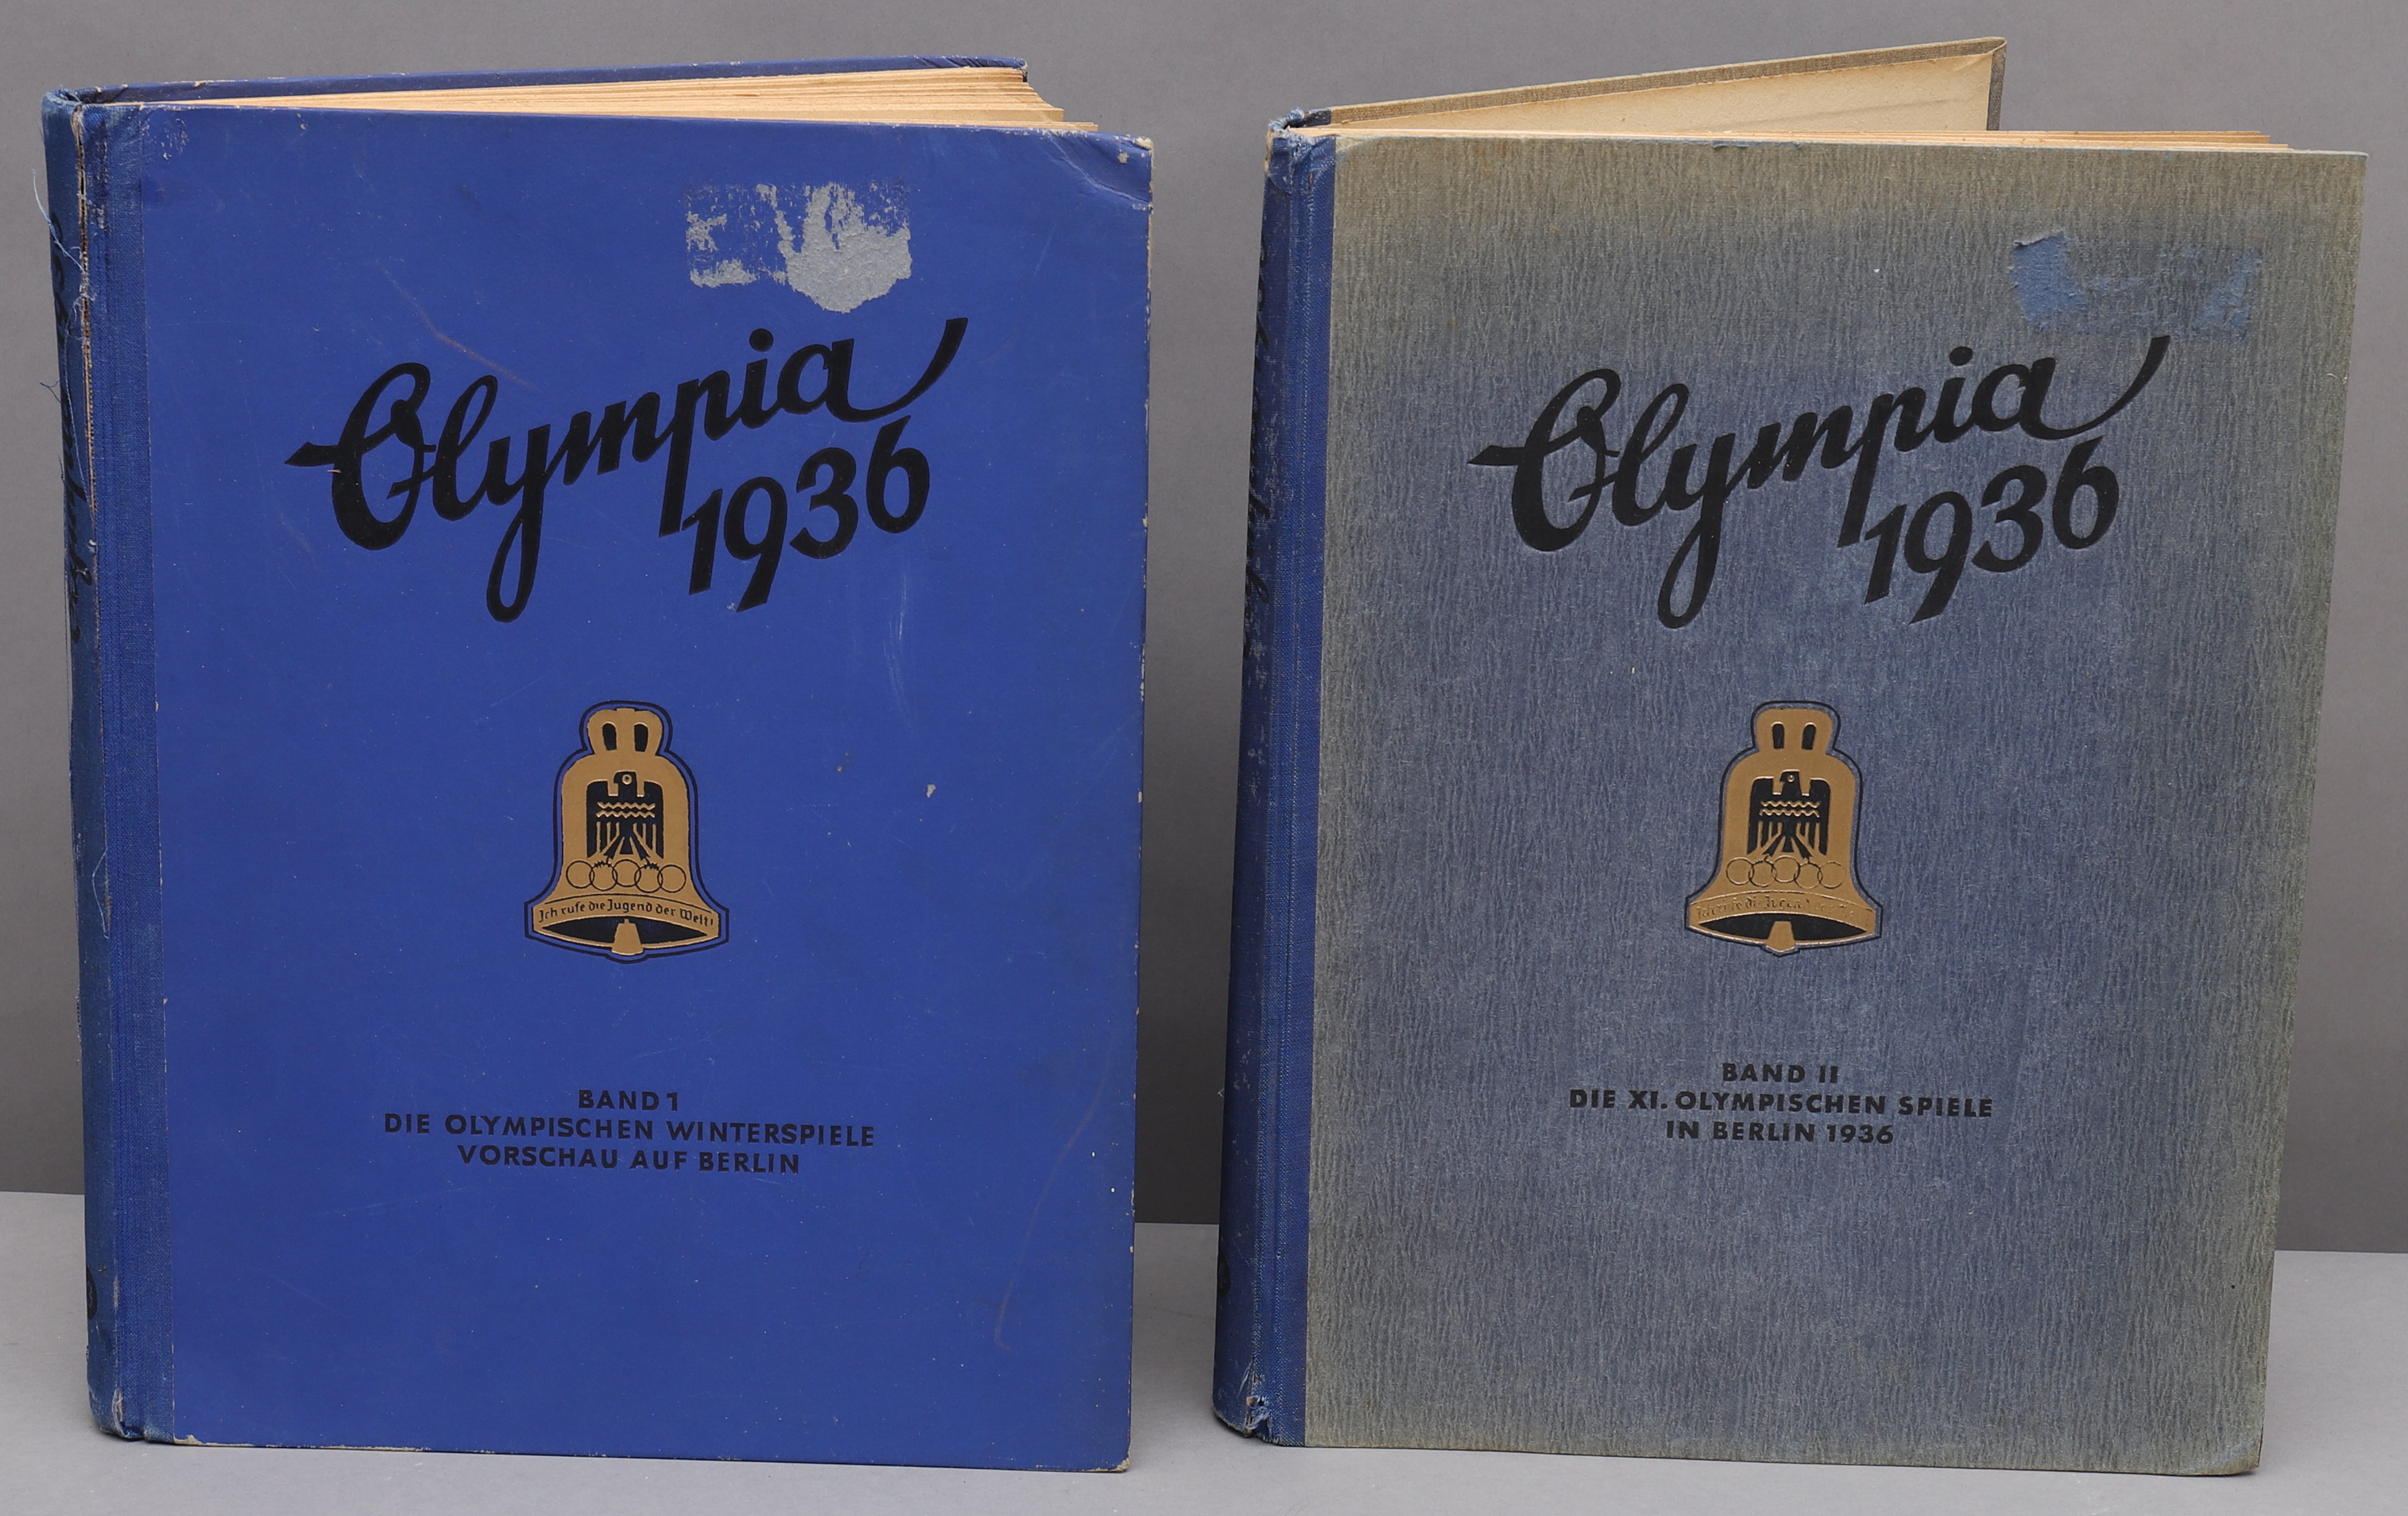 Olympia
1936
Ich rufe die Jugend der Welt!
BAND 1
DIE OLYMPISCHEN WINTERSPIELE
VORSCHAU AUF BERLIN
Olympia
1936
BAND II
DIE XI. OLYMPISCHEN SPIELE
IN BERLIN 1936